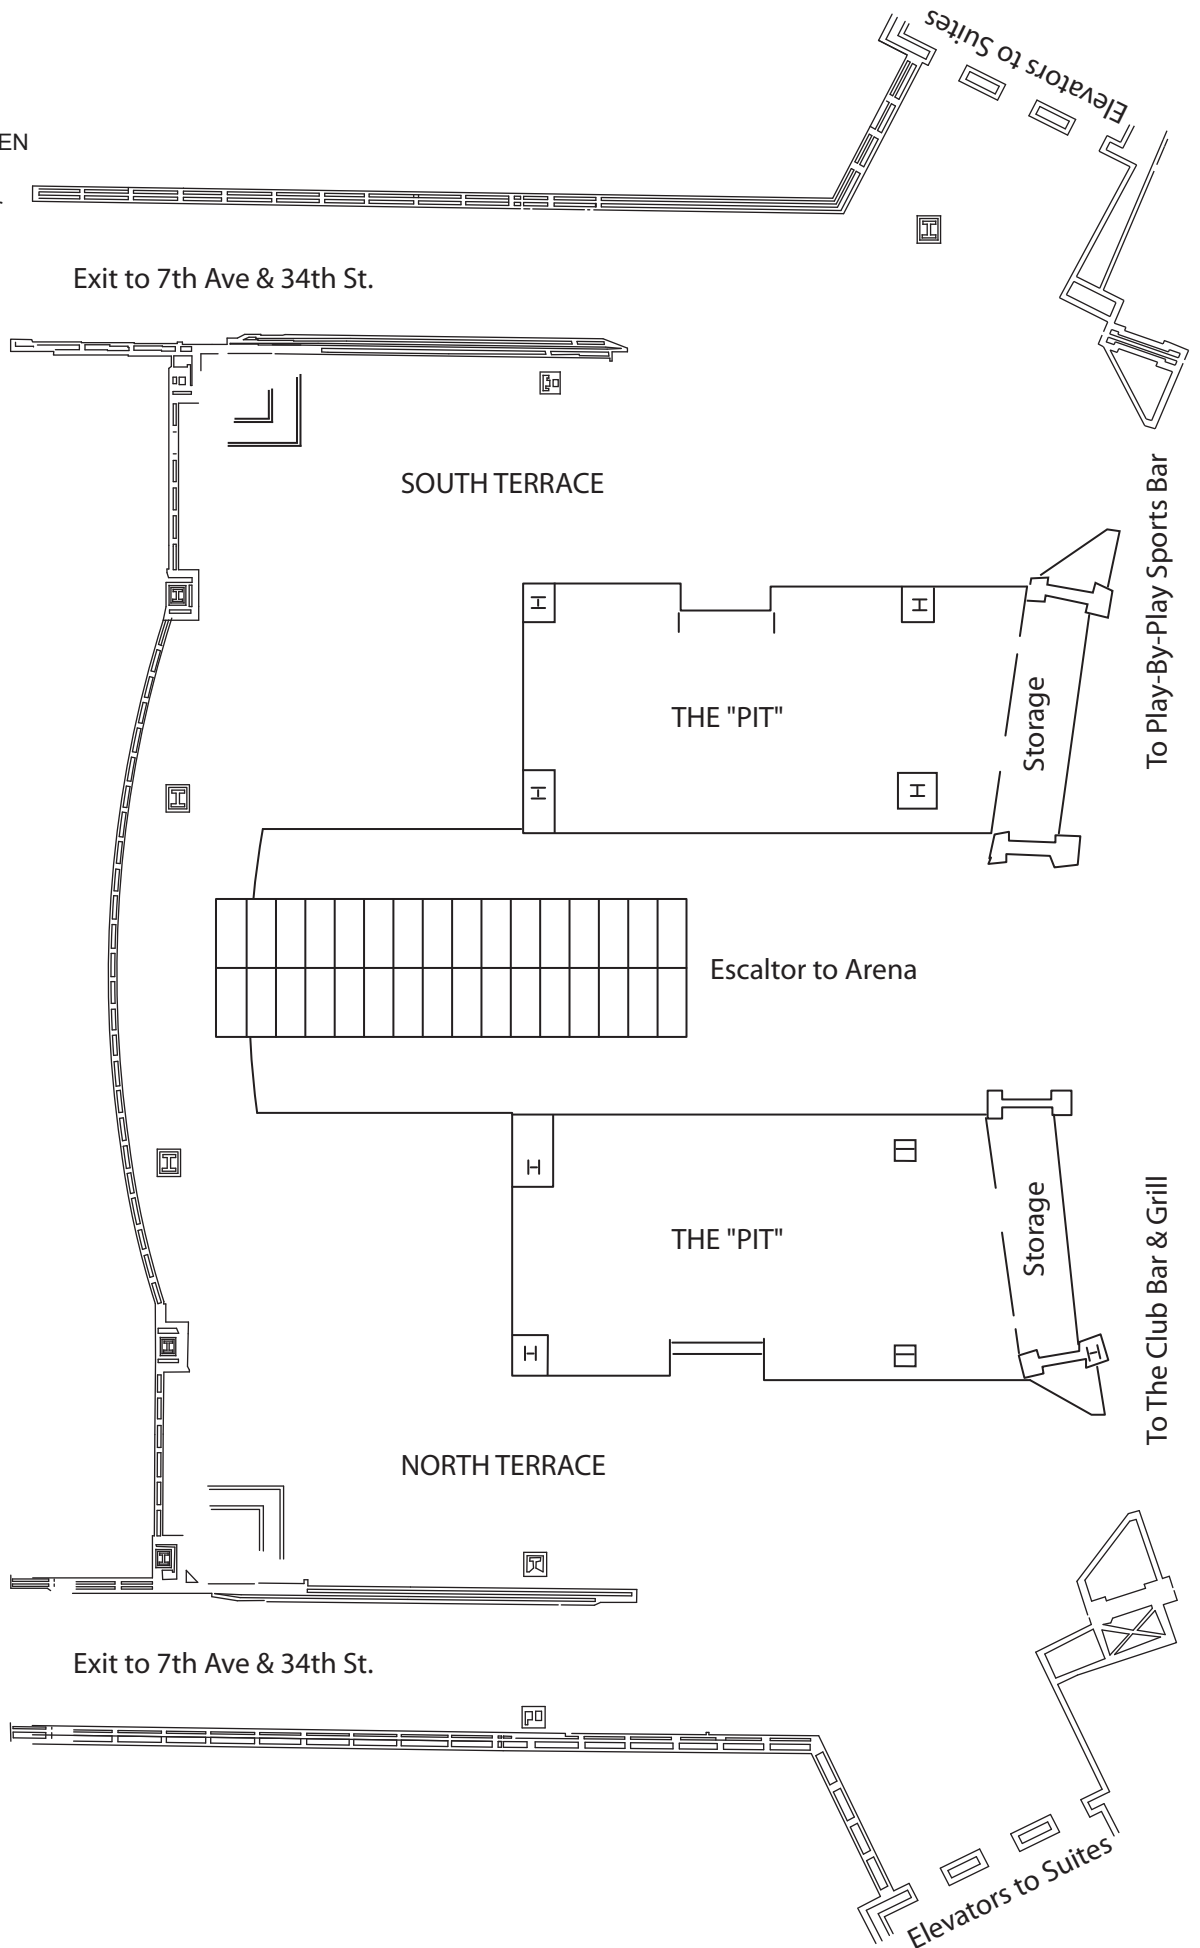 Elevators to Suites
EN
Exit to 7th Ave & 34th St.
SOUTH TERRACE
To Play-By-Play Sports Bar
THE "PIT"
Storage
Escaltor to Arena
THE "PIT"
Storage
To The Club Bar & Grill
NORTH TERRACE
Exit to 7th Ave & 34th St.
Elevators to Suites